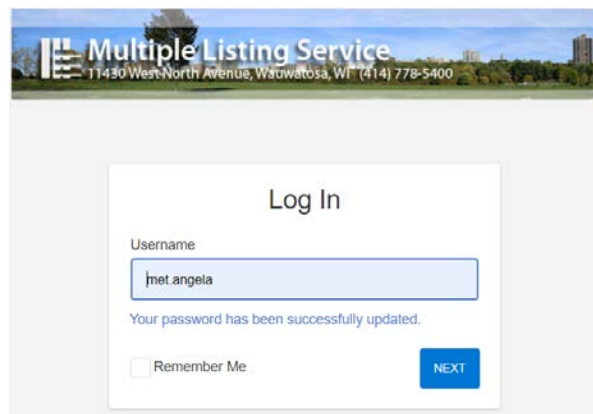 Multiple Listing Service
11430 West North Avenue, Wauwatosa, WI (414) 778-5400
Log In
Username
met.angela
Your password has been successfully updated.
Remember Me
NEXT